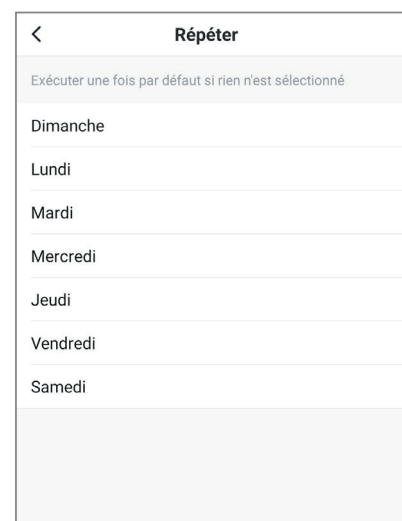 Répéter
Exécuter une fois par défaut si rien n'est sélectionné
Dimanche
Lundi
Mardi
Mercredi
Jeudi
Vendredi
Samedi